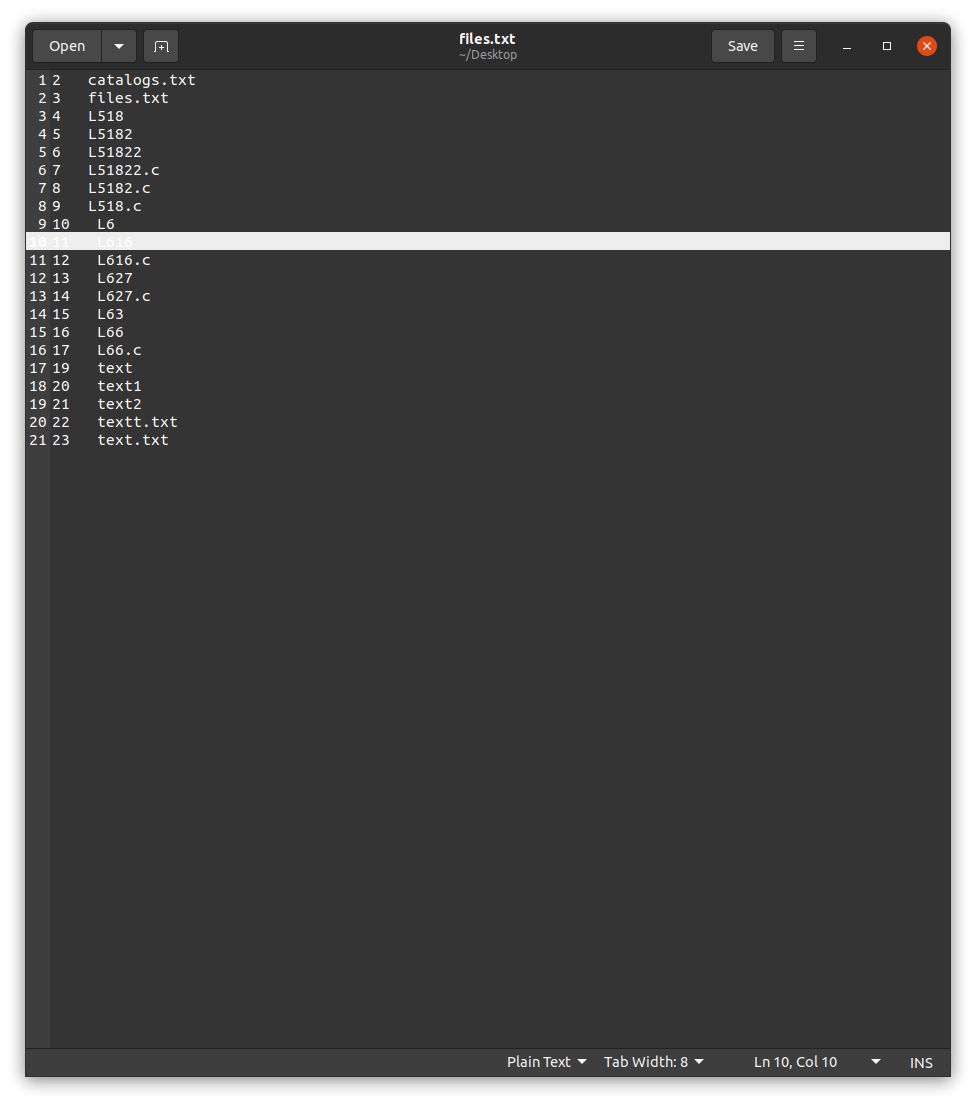 Open
files.txt
~/Desktop
Save
1 2   catalogs.txt
2 3   files.txt
3 4   L518
4 5   L5182
5 6   L51822
6 7   L51822.c
7 8   L5182.c
8 9   L518.c
9 10   L6
10 11   L616
11 12   L616.c
12 13   L627
13 14   L627.c
14 15   L63
15 16   L66
16 17   L66.c
17 19   text
18 20   text1
19 21   text2
20 22   textt.txt
21 23   text.txt
Plain Text   Tab Width: 8   Ln 10, Col 10   INS